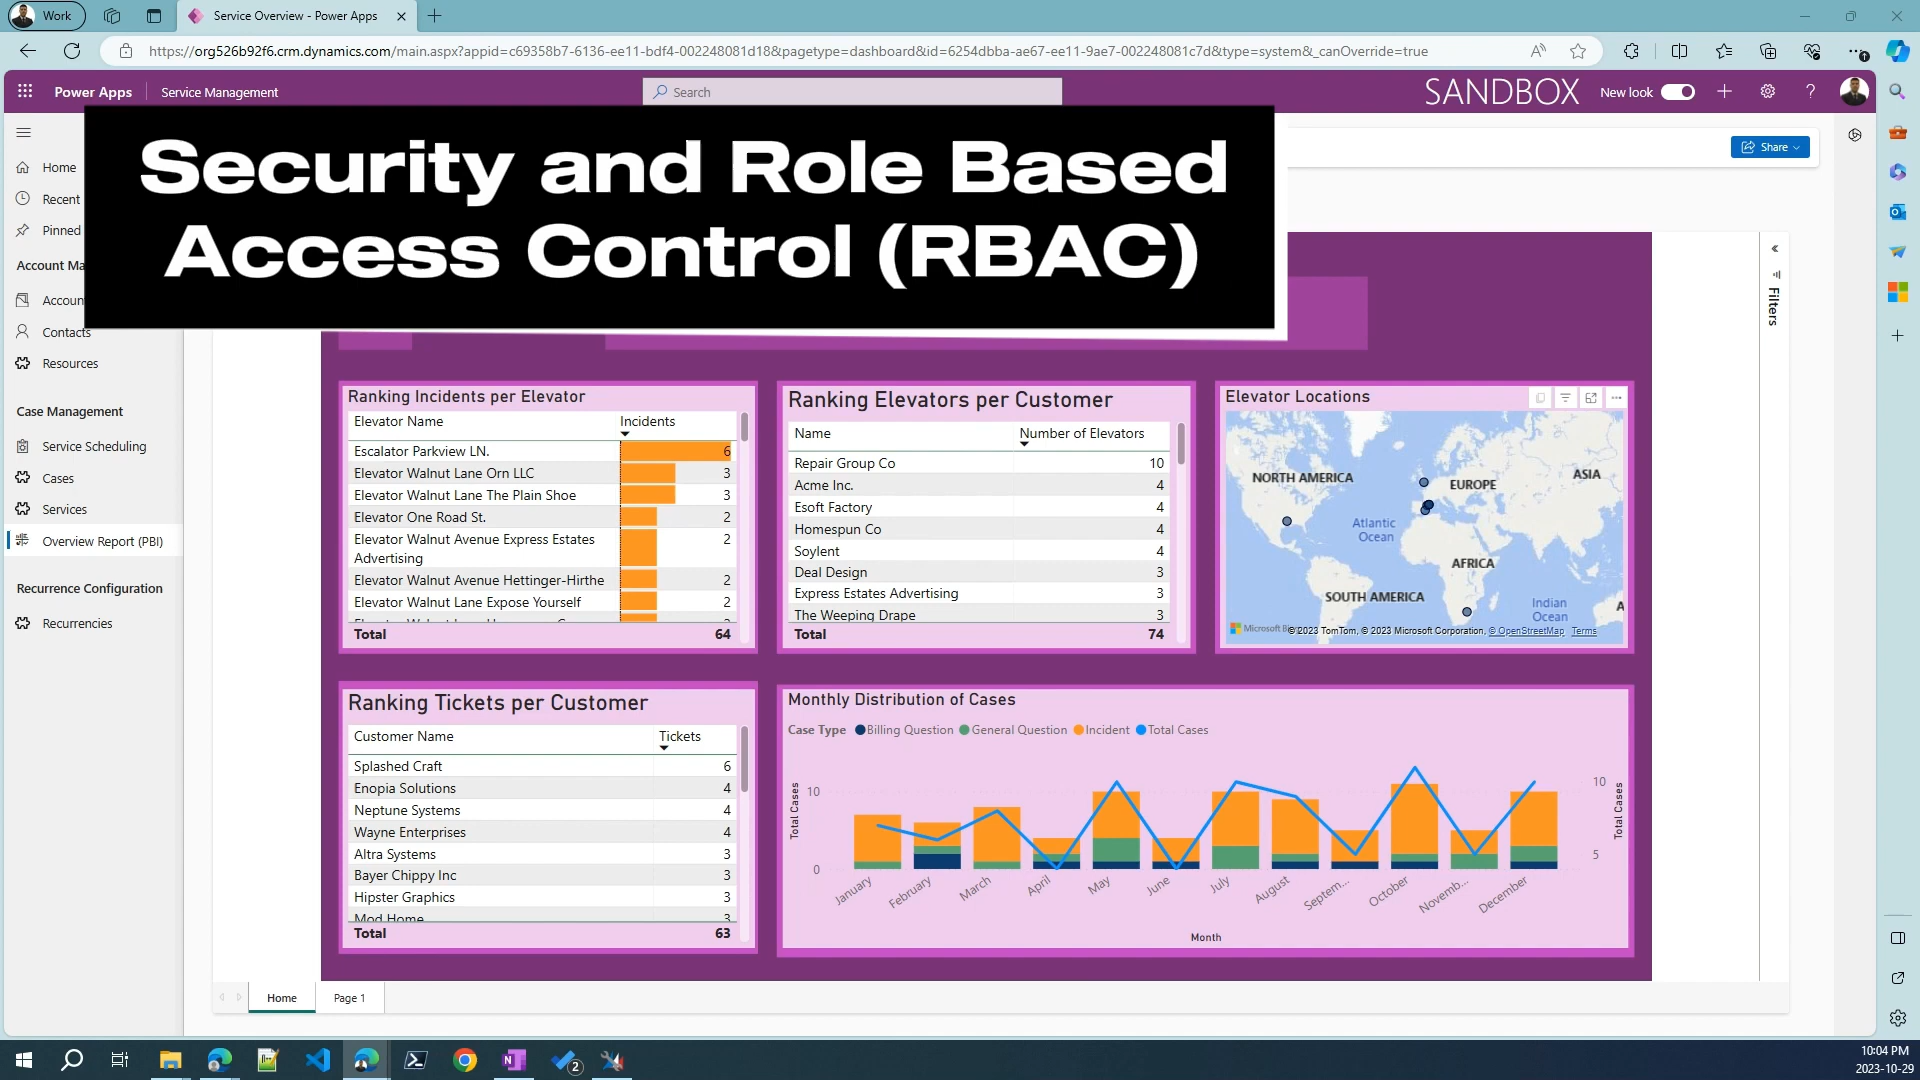 Work
Service Overview - Power Apps
https://org526b92f6.crm.dynamics.com/main.aspx?appid=c69358b7-6136-ee11-bdf4-002248081d18&pagetype=dashboard&id=6254dbba-ae67-ee11-9ae7-002248081c7d&type=system&_canOverride=true
Power Apps
Service Management
Search
SANDBOX
New look
Security and Role Based
Access Control (RBAC)
Share
Home
Recent
Pinned
Account Ma
Accoun
Contacts
Resources
Case Management
Service Scheduling
Cases
Services
Overview Report (PBI)
Recurrence Configuration
Recurrencies
Filters
Ranking Incidents per Elevator
Elevator Name Incidents
Escalator Parkview LN. 6
Elevator Walnut Lane Orn LLC 3
Elevator Walnut Lane The Plain Shoe 3
Elevator One Road St. 2
Elevator Walnut Avenue Express Estates 2
Advertising
Elevator Walnut Avenue Hettinger-Hirthe 2
Elevator Walnut Lane Expose Yourself 2
Total 64
Ranking Elevators per Customer
Name Number of Elevators
Repair Group Co 10
Acme Inc. 4
Esoft Factory 4
Homespun Co 4
Soylent 4
Deal Design 3
Express Estates Advertising 3
The Weeping Drape 3
Total 74
Elevator Locations
NORTH AMERICA
EUROPE
ASIA
Atlantic
Ocean
AFRICA
SOUTH AMERICA
Indian
Ocean
A
Microsoft B
©2023 TomTom, © 2023 Microsoft Corporation, © OpenStreetMap Terms
Ranking Tickets per Customer
Customer Name Tickets
Splashed Craft 6
Enopia Solutions 4
Neptune Systems 4
Wayne Enterprises 4
Altra Systems 3
Bayer Chippy Inc 3
Hipster Graphics 3
Mod Home 3
Total 63
Monthly Distribution of Cases
Case Type Billing Question General Question Incident Total Cases
Total Cases
10
0
10
5
Total Cases
January February March April May June July August Septem... October Novemb... December
Month
Home
Page 1
2
10:04 PM
2023-10-29